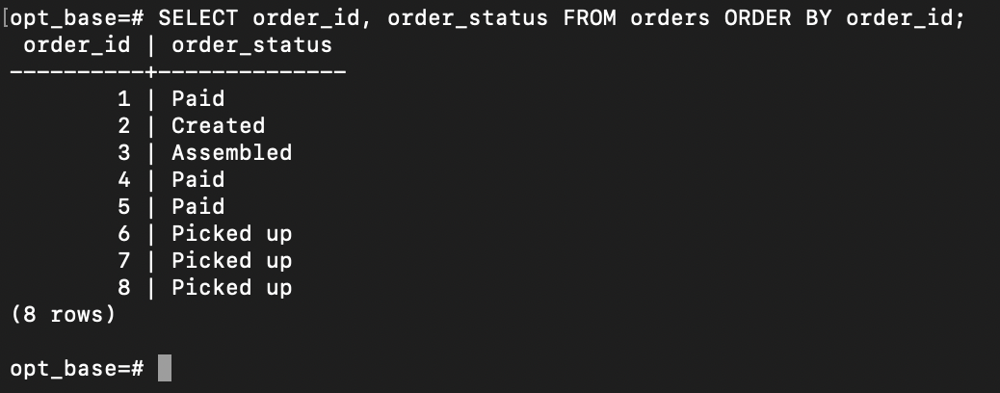 [opt_base=# SELECT order_id, order_status FROM orders ORDER BY order_id;
 order_id | order_status
----------+--------------
        1 | Paid
        2 | Created
        3 | Assembled
        4 | Paid
        5 | Paid
        6 | Picked up
        7 | Picked up
        8 | Picked up
(8 rows)

opt_base=#